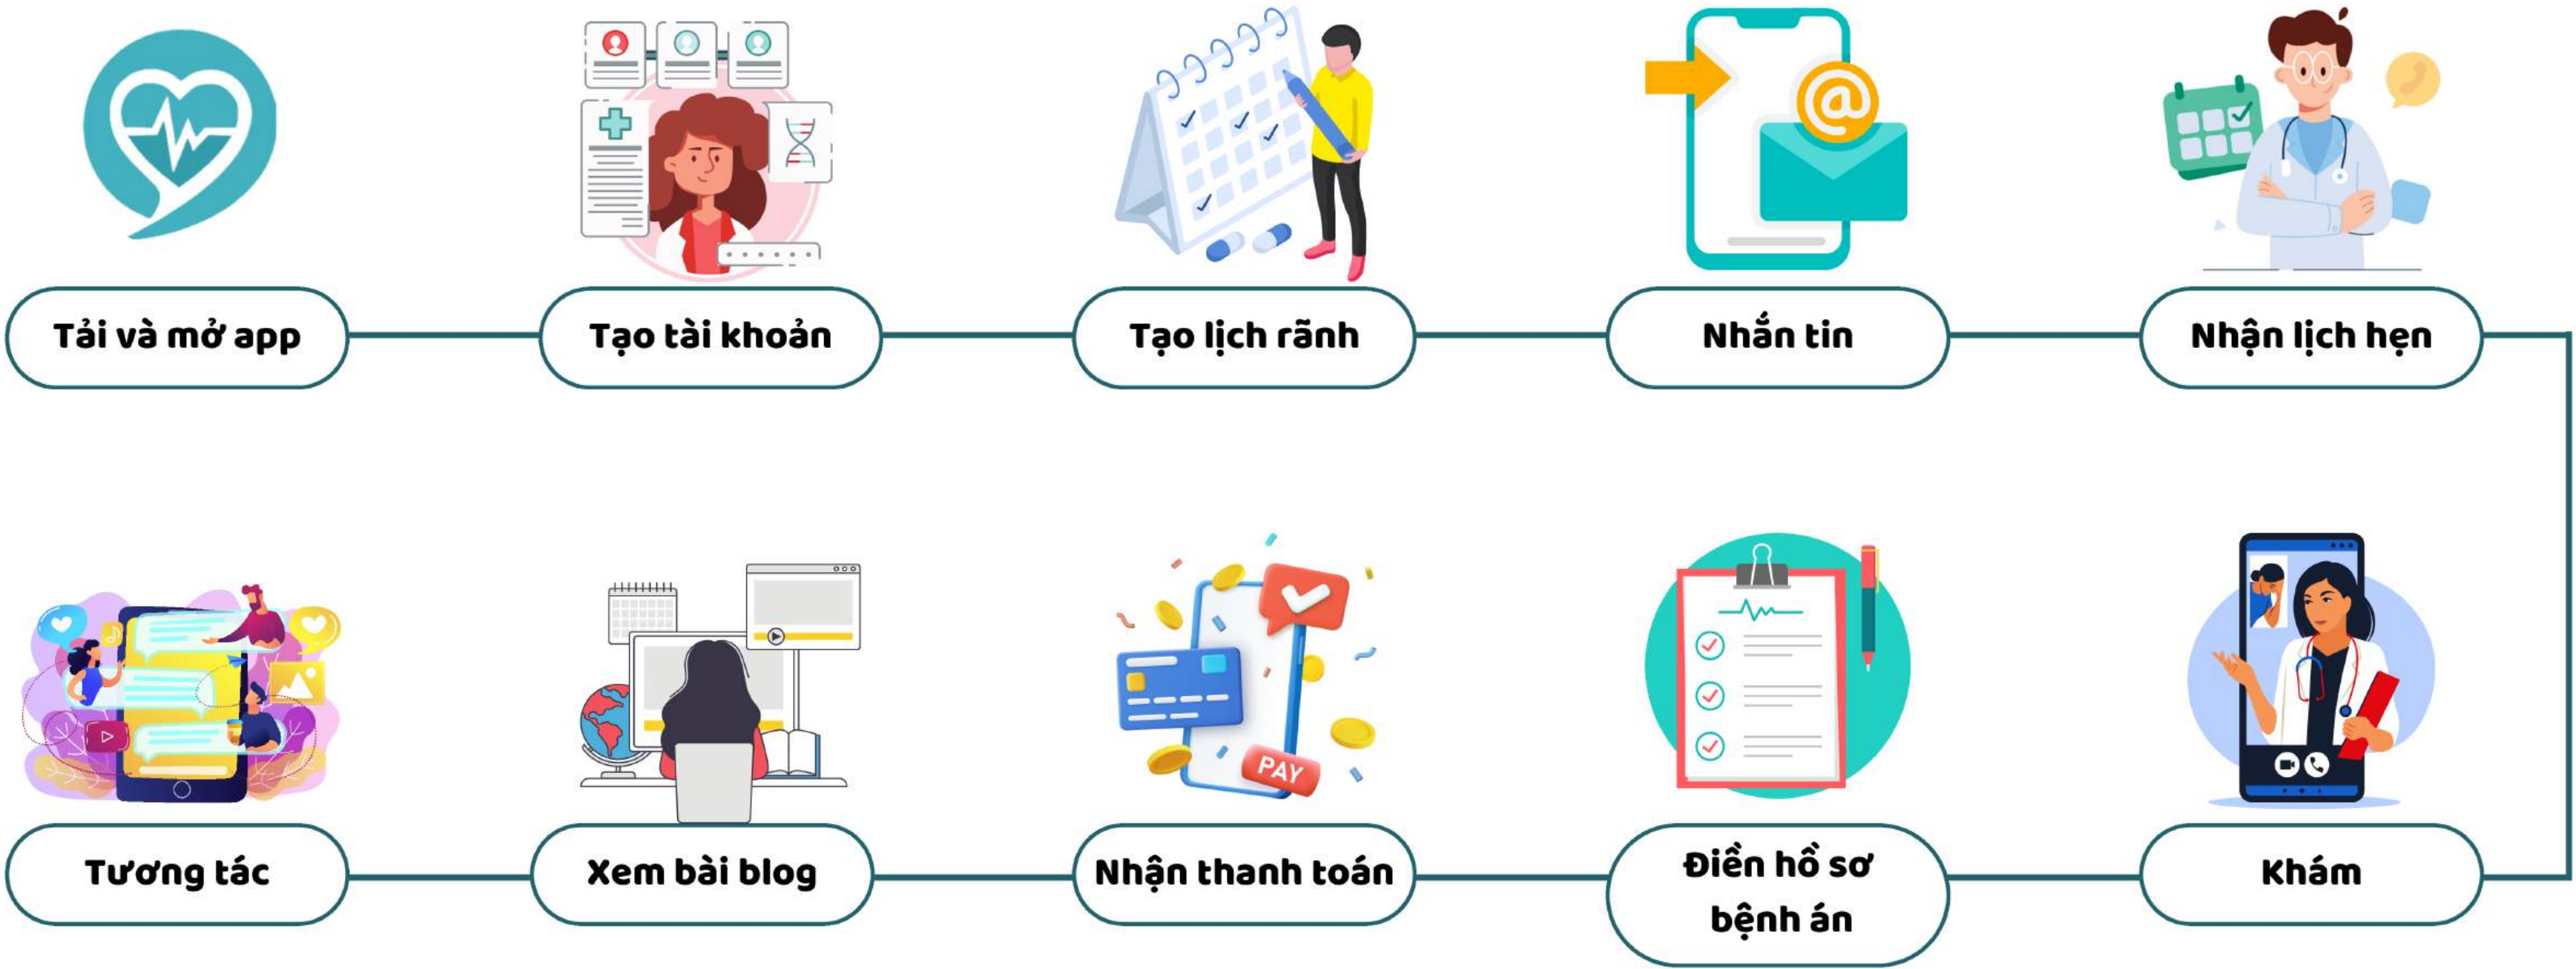 Tải và mở app
Tạo tài khoản
Tạo lịch rãnh
Nhắn tin
Nhận lịch hẹn
Tương tác
Xem bài blog
PAY
Nhận thanh toán
Điền hồ sơ
bệnh án
Khám